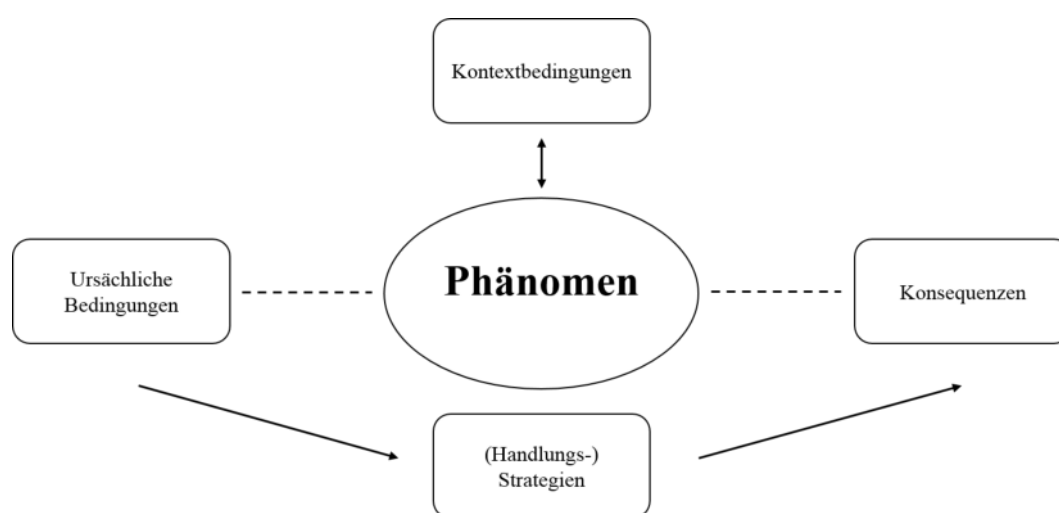 Kontextbedingungen
Ursächliche
Bedingungen
Phänomen
Konsequenzen
(Handlungs-)
Strategien